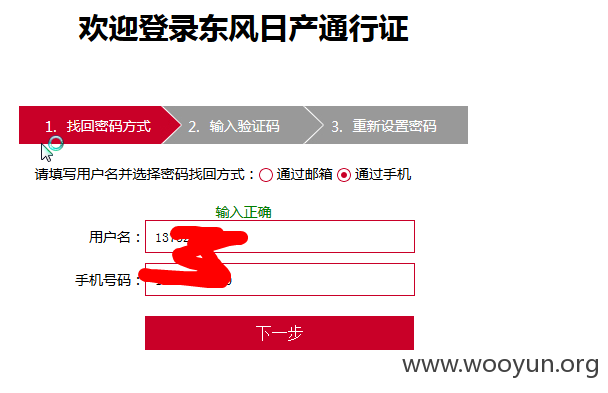 欢迎登录东风日产通行证
1. 找回密码方式 2. 输入验证码 3. 重新设置密码
请填写用户名并选择密码找回方式：通过邮箱 通过手机
输入正确
用户名：
手机号码：
下一步
www.wooyun.org